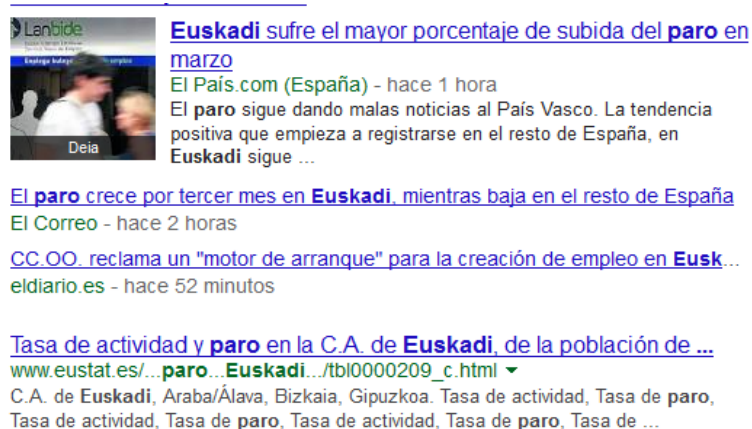 Lanbide
Euskadi sufre el mayor porcentaje de subida del paro en
marzo
El País.com (España) - hace 1 hora
El paro sigue dando malas noticias al País Vasco. La tendencia
positiva que empieza a registrarse en el resto de España, en
Euskadi sigue ...
Deia
El paro crece por tercer mes en Euskadi, mientras baja en el resto de España
El Correo - hace 2 horas
CC.OO. reclama un "motor de arranque" para la creación de empleo en Eusk...
eldiario.es - hace 52 minutos
Tasa de actividad y paro en la C.A. de Euskadi, de la población de ...
www.eustat.es/...paro...Euskadi.../tbl0000209_c.html
C.A. de Euskadi, Araba/Álava, Bizkaia, Gipuzkoa. Tasa de actividad, Tasa de paro,
Tasa de actividad, Tasa de paro, Tasa de actividad, Tasa de paro, Tasa de ...